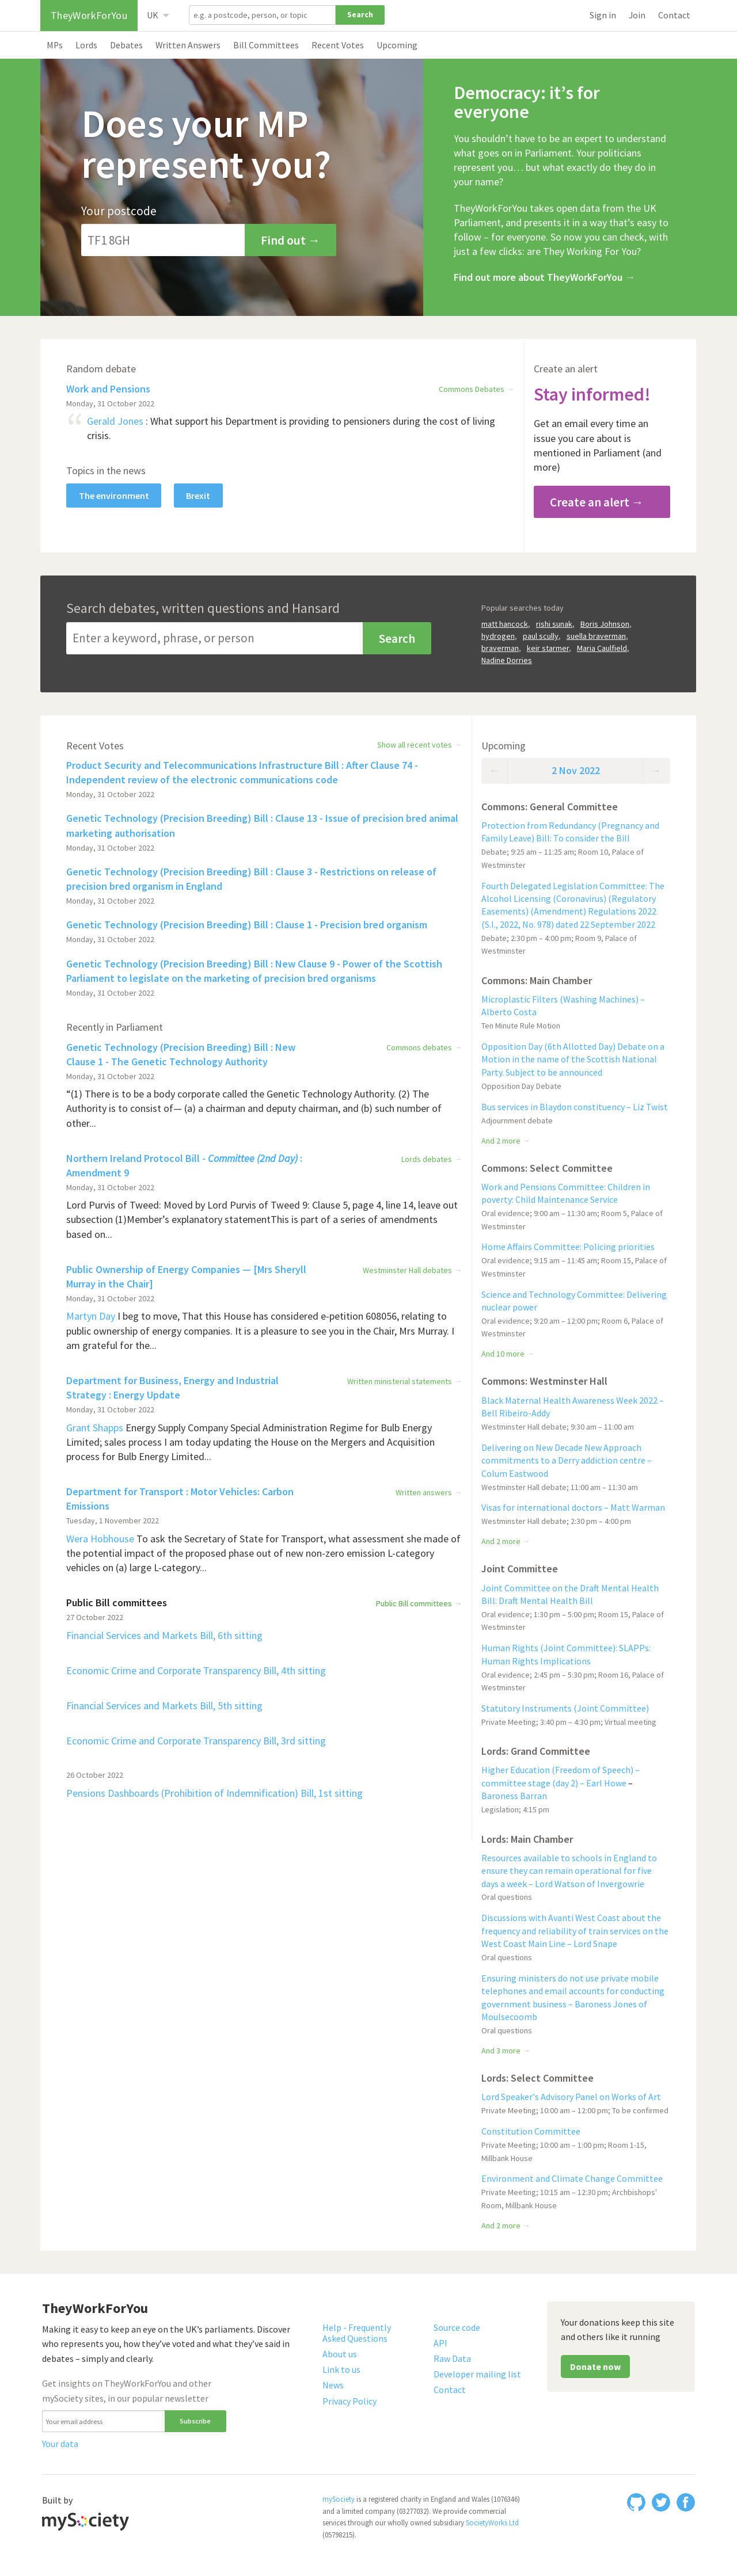 TheyWorkForYou
UK
e.g. a postcode, person, or topic
Search
Sign in
Join
Contact
MPs
Lords
Debates
Written Answers
Bill Committees
Recent Votes
Upcoming
Does your MP
represent you?
Your postcode
TF1 8GH
Find out →
Democracy: it’s for
everyone
You shouldn’t have to be an expert to understand
what goes on in Parliament. Your politicians
represent you… but what exactly do they do in
your name?
TheyWorkForYou takes open data from the UK
Parliament, and presents it in a way that’s easy to
follow – for everyone. So now you can check, with
just a few clicks: are They Working For You?
Find out more about TheyWorkForYou →
Random debate
Work and Pensions
Commons Debates →
Monday, 31 October 2022
“ Gerald Jones : What support his Department is providing to pensioners during the cost of living
crisis.
Topics in the news
The environment
Brexit
Create an alert
Stay informed!
Get an email every time an
issue you care about is
mentioned in Parliament (and
more)
Create an alert →
Search debates, written questions and Hansard
Enter a keyword, phrase, or person
Search
Popular searches today
matt hancock, rishi sunak, Boris Johnson,
hydrogen, paul scully, suella braverman,
braverman, keir starmer, Maria Caulfield,
Nadine Dorries
Recent Votes
Show all recent votes →
Product Security and Telecommunications Infrastructure Bill : After Clause 74 -
Independent review of the electronic communications code
Monday, 31 October 2022
Genetic Technology (Precision Breeding) Bill : Clause 13 - Issue of precision bred animal
marketing authorisation
Monday, 31 October 2022
Genetic Technology (Precision Breeding) Bill : Clause 3 - Restrictions on release of
precision bred organism in England
Monday, 31 October 2022
Genetic Technology (Precision Breeding) Bill : Clause 1 - Precision bred organism
Monday, 31 October 2022
Genetic Technology (Precision Breeding) Bill : New Clause 9 - Power of the Scottish
Parliament to legislate on the marketing of precision bred organisms
Monday, 31 October 2022
Recently in Parliament
Genetic Technology (Precision Breeding) Bill : New
Clause 1 - The Genetic Technology Authority
Commons debates →
Monday, 31 October 2022
“(1) There is to be a body corporate called the Genetic Technology Authority. (2) The
Authority is to consist of— (a) a chairman and deputy chairman, and (b) such number of
other...
Northern Ireland Protocol Bill - Committee (2nd Day) :
Amendment 9
Lords debates →
Monday, 31 October 2022
Lord Purvis of Tweed: Moved by Lord Purvis of Tweed 9: Clause 5, page 4, line 14, leave out
subsection (1)Member’s explanatory statementThis is part of a series of amendments
based on...
Public Ownership of Energy Companies — [Mrs Sheryll
Murray in the Chair]
Westminster Hall debates →
Monday, 31 October 2022
Martyn Day I beg to move, That this House has considered e-petition 608056, relating to
public ownership of energy companies. It is a pleasure to see you in the Chair, Mrs Murray. I
am grateful for the...
Department for Business, Energy and Industrial
Strategy : Energy Update
Written ministerial statements →
Monday, 31 October 2022
Grant Shapps Energy Supply Company Special Administration Regime for Bulb Energy
Limited; sales process I am today updating the House on the Mergers and Acquisition
process for Bulb Energy Limited...
Department for Transport : Motor Vehicles: Carbon
Emissions
Written answers →
Tuesday, 1 November 2022
Wera Hobhouse To ask the Secretary of State for Transport, what assessment she made of
the potential impact of the proposed phase out of new non-zero emission L-category
vehicles on (a) large L-category...
Public Bill committees
Public Bill committees →
27 October 2022
Financial Services and Markets Bill, 6th sitting
Economic Crime and Corporate Transparency Bill, 4th sitting
Financial Services and Markets Bill, 5th sitting
Economic Crime and Corporate Transparency Bill, 3rd sitting
26 October 2022
Pensions Dashboards (Prohibition of Indemnification) Bill, 1st sitting
Upcoming
← 2 Nov 2022 →
Commons: General Committee
Protection from Redundancy (Pregnancy and
Family Leave) Bill: To consider the Bill
Debate; 9:25 am – 11:25 am; Room 10, Palace of
Westminster
Fourth Delegated Legislation Committee: The
Alcohol Licensing (Coronavirus) (Regulatory
Easements) (Amendment) Regulations 2022
(S.I., 2022, No. 978) dated 22 September 2022
Debate; 2:30 pm – 4:00 pm; Room 9, Palace of
Westminster
Commons: Main Chamber
Microplastic Filters (Washing Machines) –
Alberto Costa
Ten Minute Rule Motion
Opposition Day (6th Allotted Day) Debate on a
Motion in the name of the Scottish National
Party. Subject to be announced
Opposition Day Debate
Bus services in Blaydon constituency – Liz Twist
Adjournment debate
And 2 more →
Commons: Select Committee
Work and Pensions Committee: Children in
poverty: Child Maintenance Service
Oral evidence; 9:00 am – 11:30 am; Room 5, Palace of
Westminster
Home Affairs Committee: Policing priorities
Oral evidence; 9:15 am – 11:45 am; Room 15, Palace of
Westminster
Science and Technology Committee: Delivering
nuclear power
Oral evidence; 9:20 am – 12:00 pm; Room 6, Palace of
Westminster
And 10 more →
Commons: Westminster Hall
Black Maternal Health Awareness Week 2022 –
Bell Ribeiro-Addy
Westminster Hall debate; 9:30 am – 11:00 am
Delivering on New Decade New Approach
commitments to a Derry addiction centre –
Colum Eastwood
Westminster Hall debate; 11:00 am – 11:30 am
Visas for international doctors – Matt Warman
Westminster Hall debate; 2:30 pm – 4:00 pm
And 2 more →
Joint Committee
Joint Committee on the Draft Mental Health
Bill: Draft Mental Health Bill
Oral evidence; 1:30 pm – 5:00 pm; Room 15, Palace of
Westminster
Human Rights (Joint Committee): SLAPPs:
Human Rights Implications
Oral evidence; 2:45 pm – 5:30 pm; Room 16, Palace of
Westminster
Statutory Instruments (Joint Committee)
Private Meeting; 3:40 pm – 4:30 pm; Virtual meeting
Lords: Grand Committee
Higher Education (Freedom of Speech) –
committee stage (day 2) – Earl Howe –
Baroness Barran
Legislation; 4:15 pm
Lords: Main Chamber
Resources available to schools in England to
ensure they can remain operational for five
days a week – Lord Watson of Invergowrie
Oral questions
Discussions with Avanti West Coast about the
frequency and reliability of train services on the
West Coast Main Line – Lord Snape
Oral questions
Ensuring ministers do not use private mobile
telephones and email accounts for conducting
government business – Baroness Jones of
Moulsecoomb
Oral questions
And 3 more →
Lords: Select Committee
Lord Speaker's Advisory Panel on Works of Art
Private Meeting; 10:00 am – 12:00 pm; To be confirmed
Constitution Committee
Private Meeting; 10:00 am – 1:00 pm; Room 1-15,
Millbank House
Environment and Climate Change Committee
Private Meeting; 10:15 am – 12:30 pm; Archbishops'
Room, Millbank House
And 2 more →
TheyWorkForYou
Making it easy to keep an eye on the UK’s parliaments. Discover
who represents you, how they’ve voted and what they’ve said in
debates – simply and clearly.
Get insights on TheyWorkForYou and other
mySociety sites, in our popular newsletter
Your email address
Subscribe
Your data
Help - Frequently
Asked Questions
About us
Link to us
News
Privacy Policy
Source code
API
Raw Data
Developer mailing list
Contact
Your donations keep this site
and others like it running
Donate now
Built by
mySociety
mySociety is a registered charity in England and Wales (1076346)
and a limited company (03277032). We provide commercial
services through our wholly owned subsidiary SocietyWorks Ltd
(05798215).